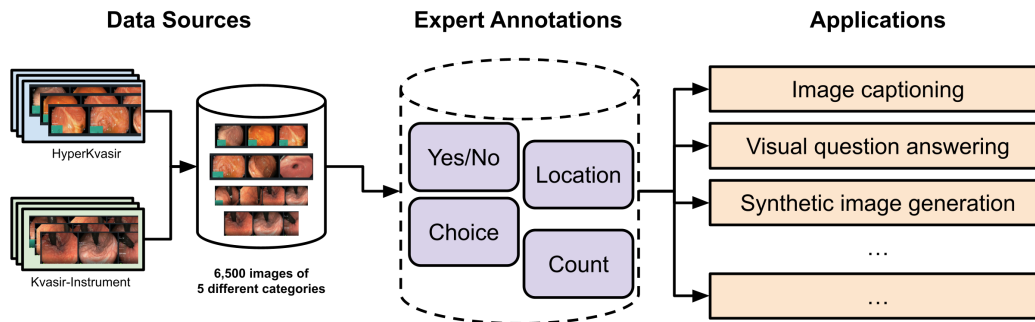 Data Sources
Expert Annotations
Applications
HyperKvasir
Kvasir-Instrument
6,500 images of
5 different categories
Yes/No
Location
Choice
Count
Image captioning
Visual question answering
Synthetic image generation
...
...